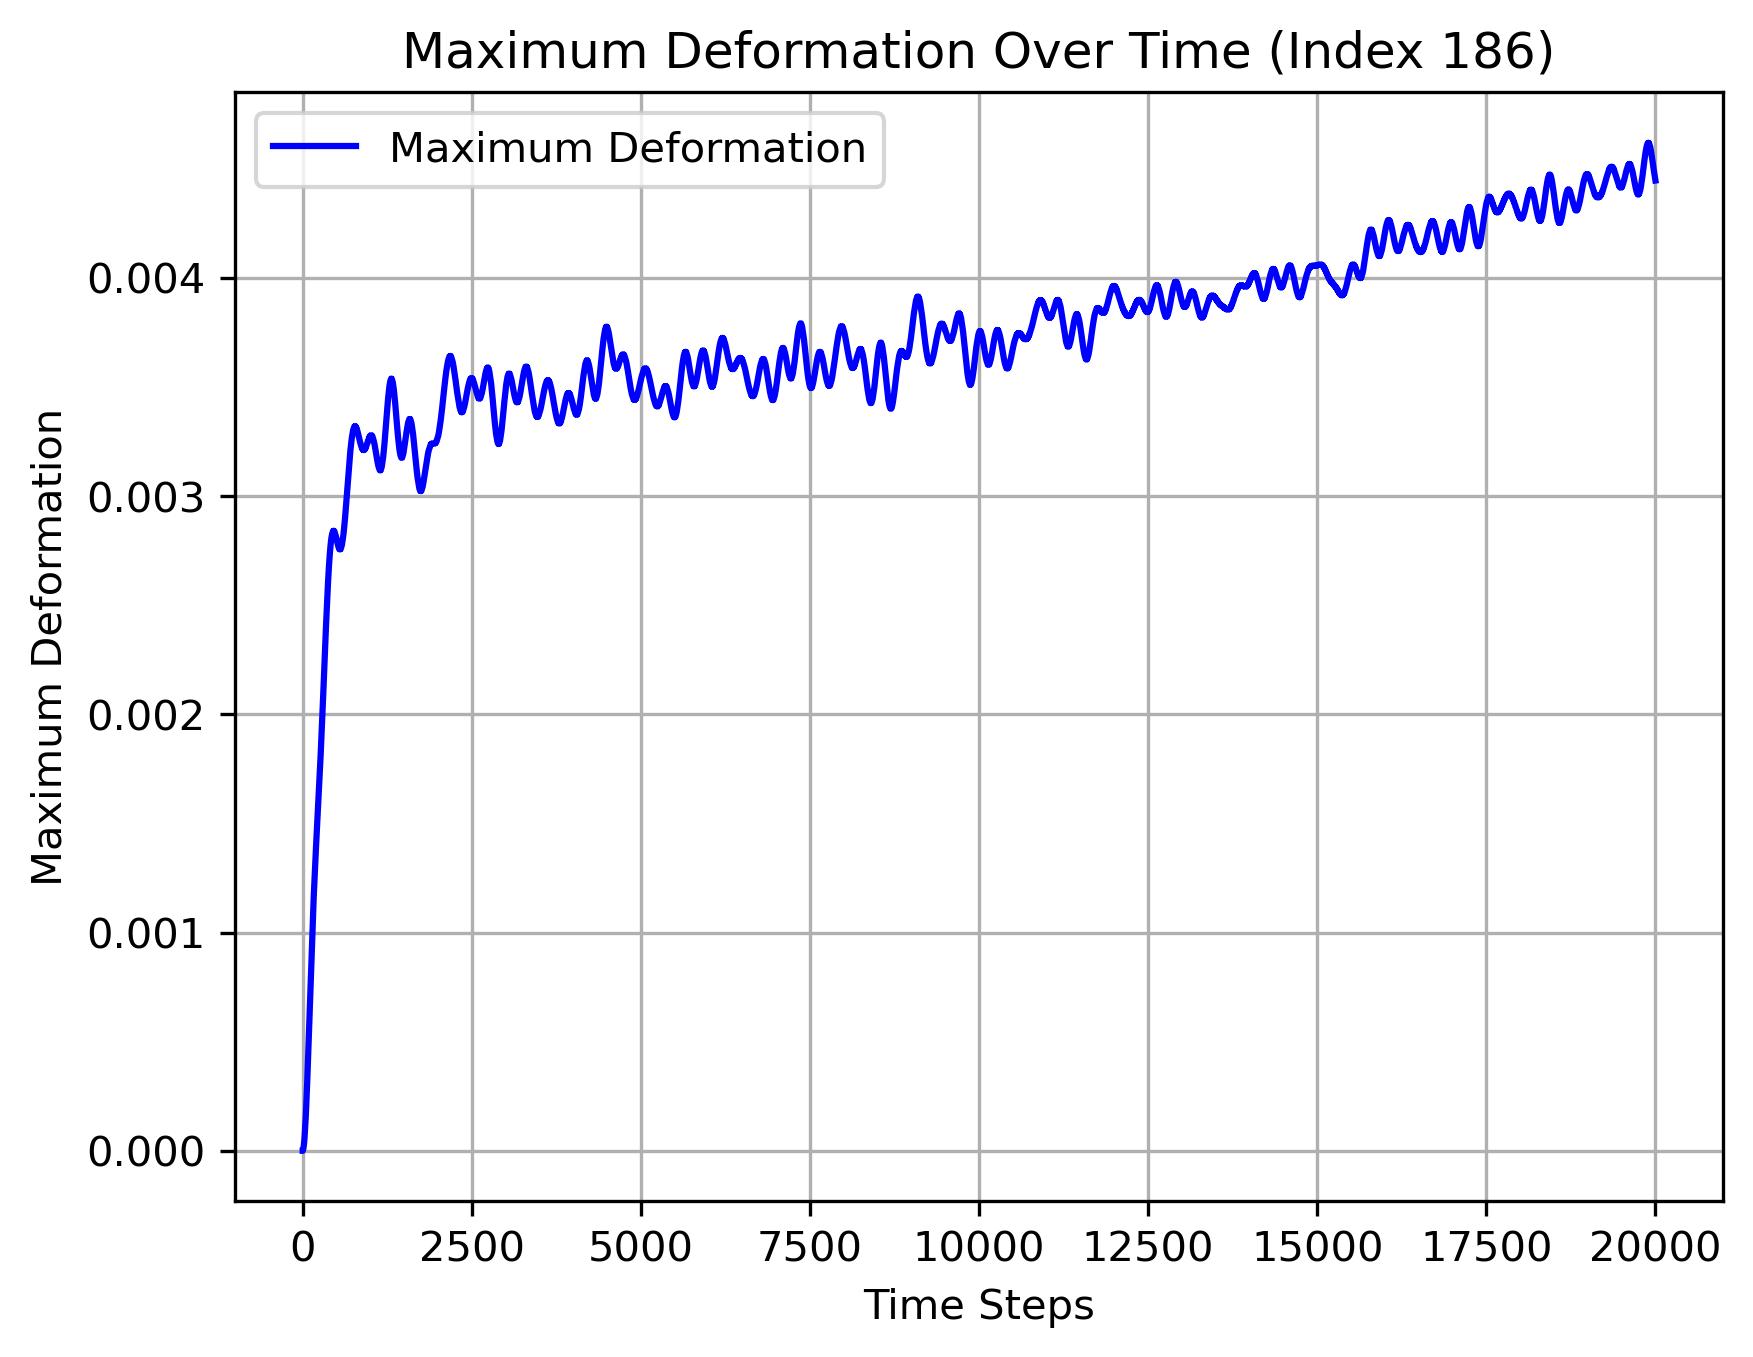 Maximum Deformation Over Time (Index 186)
Maximum Deformation
Maximum Deformation
0.004
0.003
0.002
0.001
0.000
0 2500 5000 7500 10000 12500 15000 17500 20000
Time Steps